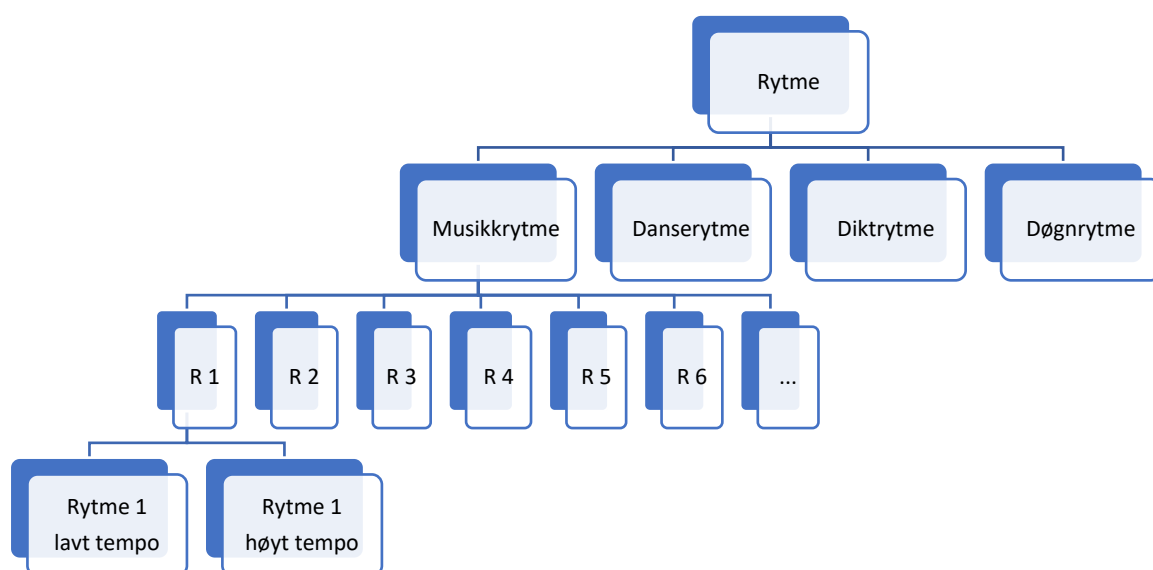 Rytme
Musikkrytme
Danserytme
Diktrytme
Døgnrytme
R 1
R 2
R 3
R 4
R 5
R 6
...
Rytme 1
lavt tempo
Rytme 1
høyt tempo